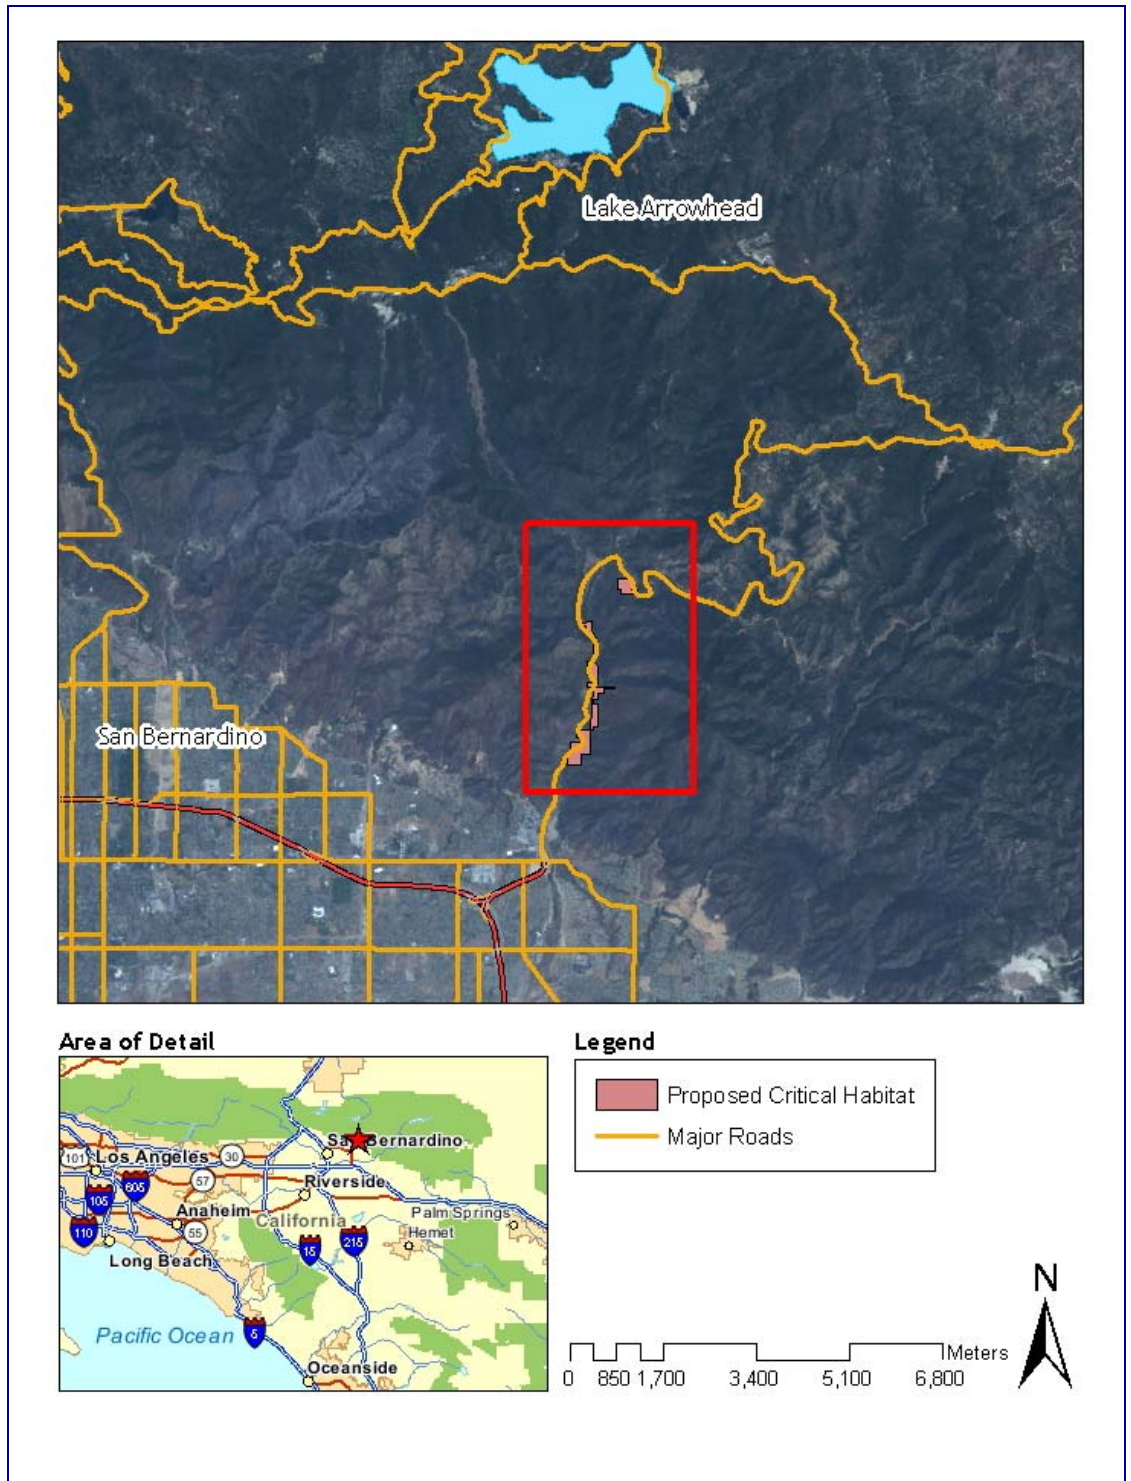 Lake Arrowhead
San Bernardino
Area of Detail
San Bernardino
101
Los Angeles
30
605
57
Riverside
105
Anaheim
Palm Springs
California
110
55
Hemet
15
215
Long Beach
Pacific Ocean
5
Oceanside
Legend
Proposed Critical Habitat
Major Roads
N
Meters
0 850 1,700 3,400 5,100 6,800